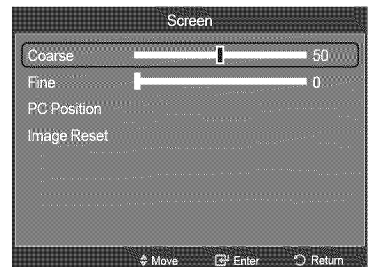 Screen
Coarse 50
Fine 0
PC Position
Image Reset
Move Enter Return